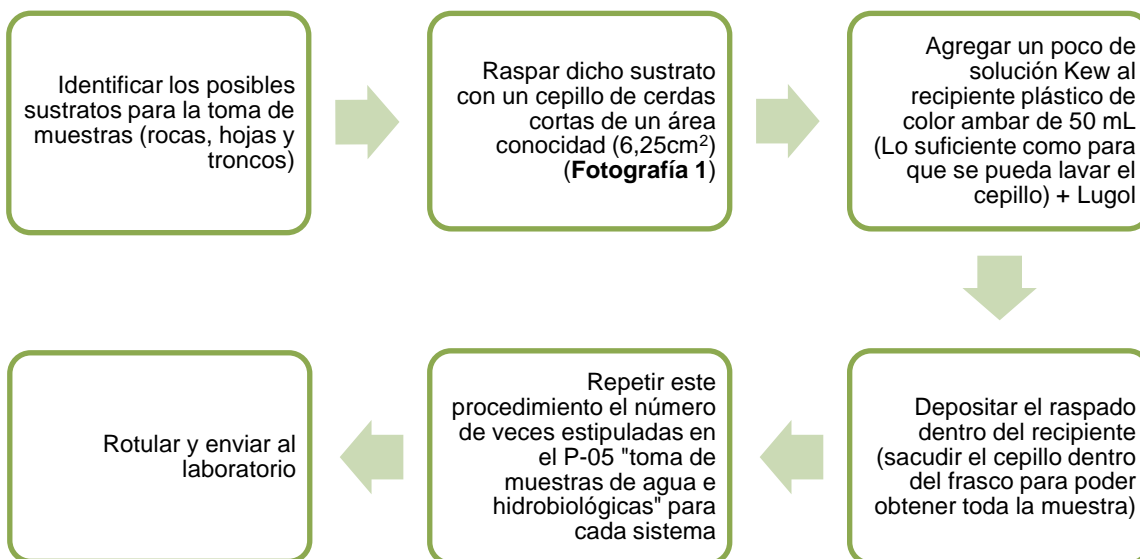 Identificar los posibles
sustratos para la toma de
muestras (rocas, hojas y
troncos)
Raspar dicho sustrato
con un cepillo de cerdas
cortas de un área
conocidad (6,25cm²)
(Fotografía 1)
Agregar un poco de
solución Kew al
recipiente plástico de
color ambar de 50 mL
(Lo suficiente como para
que se pueda lavar el
cepillo) + Lugol
Depositar el raspado
dentro del recipiente
(sacudir el cepillo dentro
del frasco para poder
obtener toda la muestra)
Repetir este
procedimiento el número
de veces estipuladas en
el P-05 "toma de
muestras de agua e
hidrobiológicas" para
cada sistema
Rotular y enviar al
laboratorio